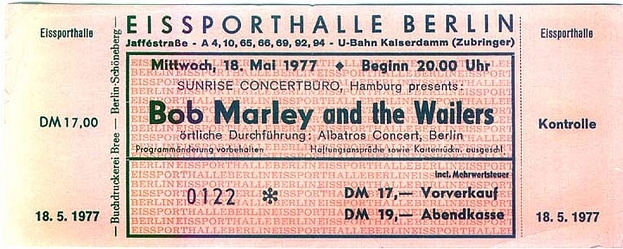 Eissporthalle
DM 17,00
18. 5. 1977
Buchdruckerei Bree — Berlin-Schöneberg
EISSPORTHALLE BERLIN
Jafféstraße - A 4, 10, 65, 66, 69, 92, 94 - U-Bahn Kaiserdamm (Zubringer)
Mittwoch, 18. Mai 1977 ◆ Beginn 20.00 Uhr
SUNRISE CONCERTBÜRO, Hamburg presents:
Bob Marley and the Wailers
örtliche Durchführung: Albatros Concert, Berlin
Programmänderung vorbehalten Haftungsansprüche sowie Kartenrückn. ausgeschl.
incl. Mehrwertsteuer
0122 * DM 17,— Vorverkauf
DM 19,— Abendkasse
Eissporthalle
Kontrolle
18. 5. 1977